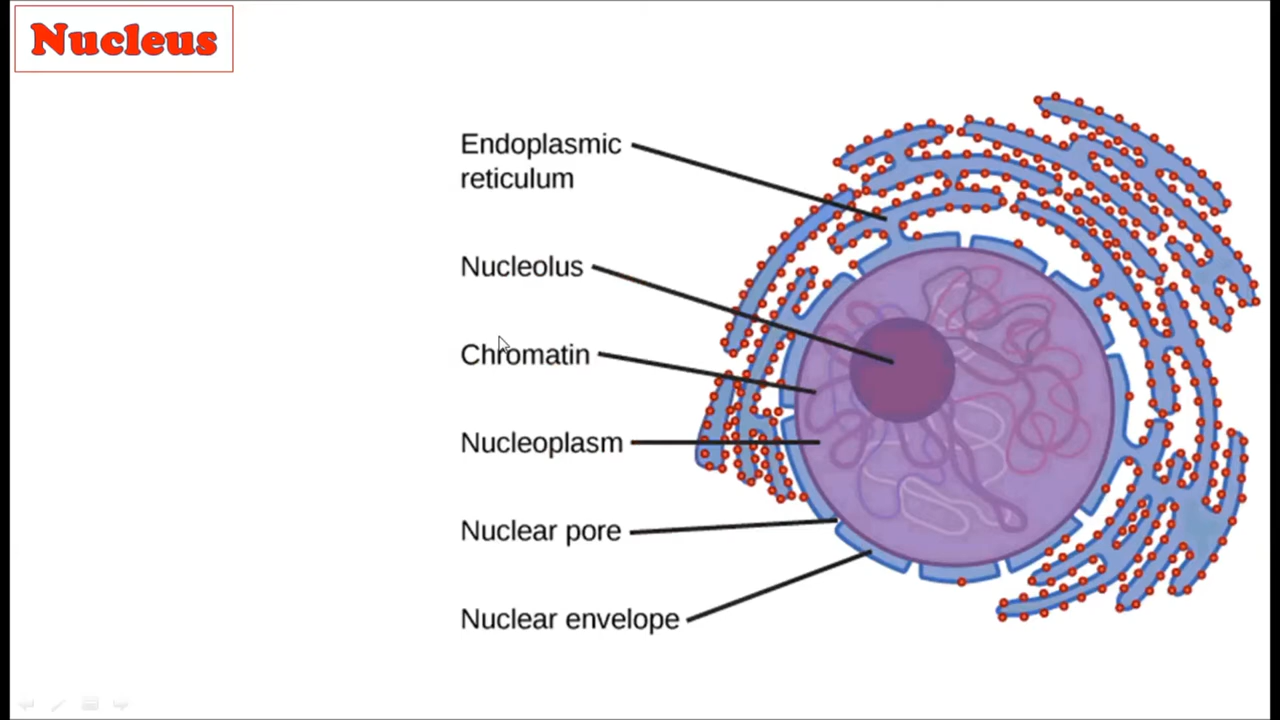 Nucleus
Endoplasmic
reticulum
Nucleolus
Chromatin
Nucleoplasm
Nuclear pore
Nuclear envelope